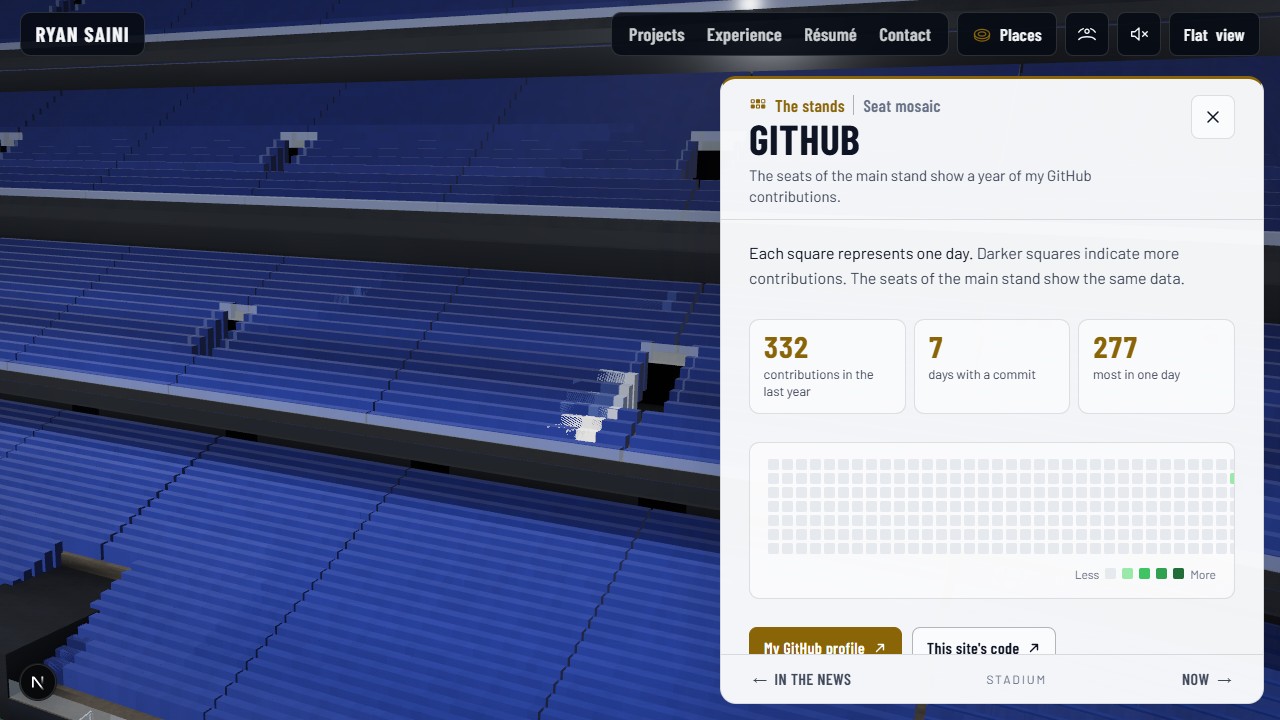 RYAN SAINI
Projects
Experience
Résumé
Contact
Places
Flat view
The stands
Seat mosaic
GITHUB
The seats of the main stand show a year of my GitHub
contributions.
Each square represents one day. Darker squares indicate more
contributions. The seats of the main stand show the same data.
332
contributions in the
last year
7
days with a commit
277
most in one day
Less
More
My GitHub profile
This site's code
← IN THE NEWS
STADIUM
NOW →
N